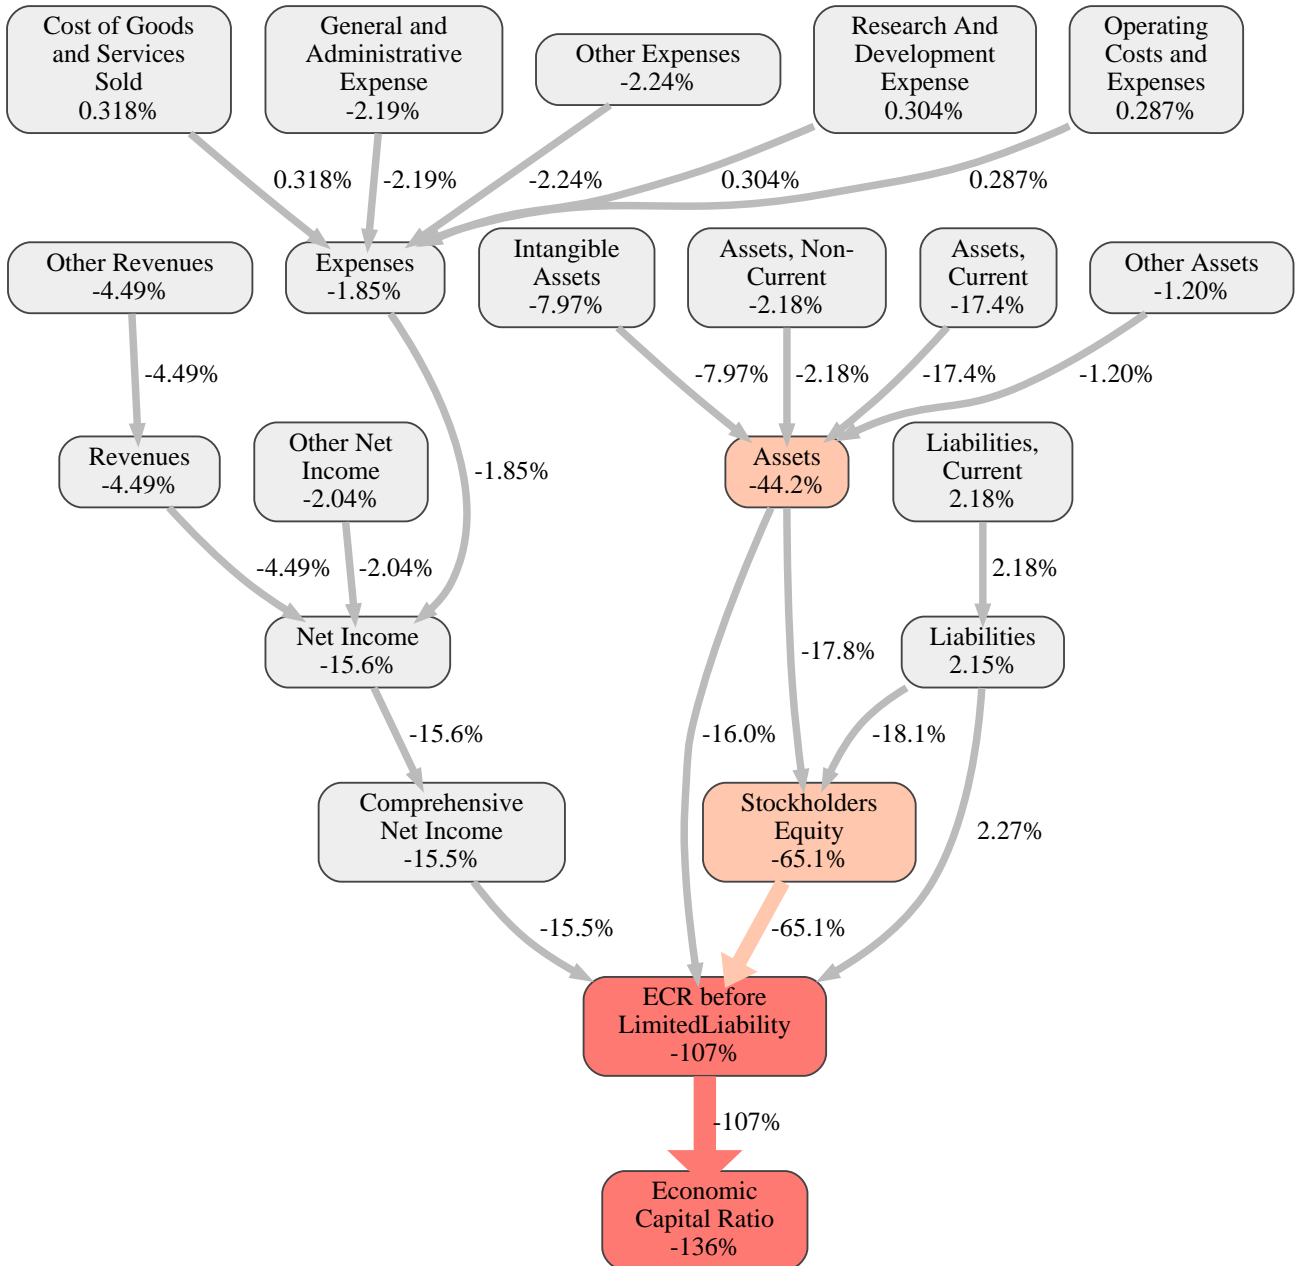 Cost of Goods
and Services
Sold
0.318%
General and
Administrative
Expense
-2.19%
Other Expenses
-2.24%
Research And
Development
Expense
0.304%
Operating
Costs and
Expenses
0.287%
0.318%
-2.19%
-2.24%
0.304%
0.287%
Other Revenues
-4.49%
Expenses
-1.85%
Intangible
Assets
-7.97%
Assets, Non-
Current
-2.18%
Assets,
Current
-17.4%
Other Assets
-1.20%
-4.49%
-7.97%
-2.18%
-17.4%
-1.20%
Revenues
-4.49%
Other Net
Income
-2.04%
-1.85%
Assets
-44.2%
Liabilities,
Current
2.18%
-4.49%
-2.04%
2.18%
Net Income
-15.6%
-17.8%
Liabilities
2.15%
-15.6%
-16.0%
-18.1%
Comprehensive
Net Income
-15.5%
Stockholders
Equity
-65.1%
2.27%
-15.5%
-65.1%
ECR before
LimitedLiability
-107%
-107%
Economic
Capital Ratio
-136%